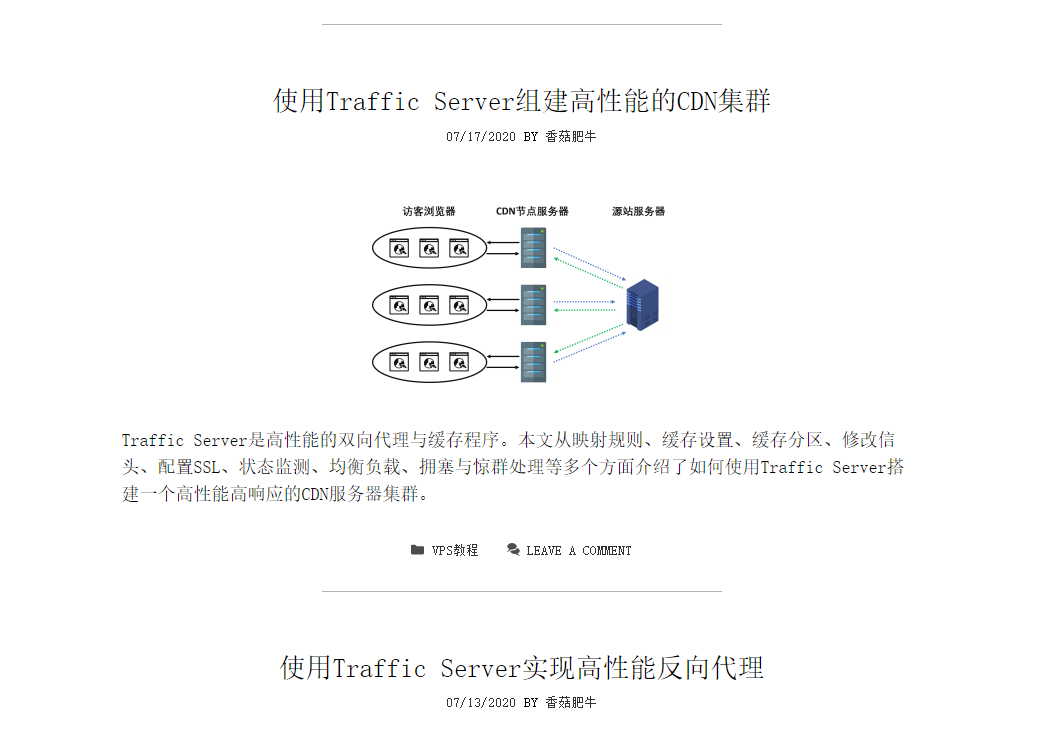 使用Traffic Server组建高性能的CDN集群
07/17/2020 BY 香菇肥牛
访客浏览器 CDN节点服务器 源站服务器
Traffic Server是高性能的双向代理与缓存程序。本文从映射规则、缓存设置、缓存分区、修改信
头、配置SSL、状态监测、均衡负载、拥塞与惊群处理等多个方面介绍了如何使用Traffic Server搭
建一个高性能高响应的CDN服务器集群。
VPS教程 LEAVE A COMMENT
使用Traffic Server实现高性能反向代理
07/13/2020 BY 香菇肥牛